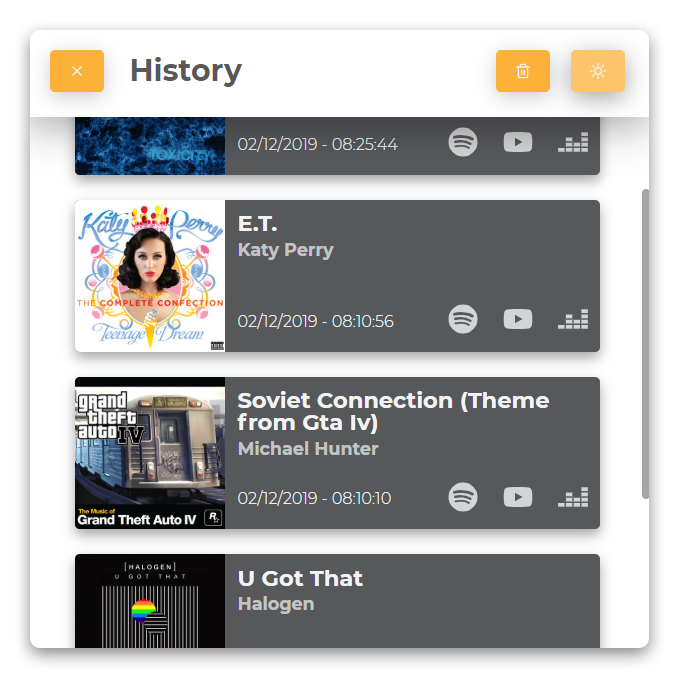 History
TOXICITY
02/12/2019 - 08:25:44
Katy Perry
THE COMPLETE CONFECTION
Teenage Dream
E.T.
Katy Perry
02/12/2019 - 08:10:56
grand
theft
auto IV
The Music of
Grand Theft Auto IV
R
Soviet Connection (Theme
from Gta Iv)
Michael Hunter
02/12/2019 - 08:10:10
[HALOGEN]
U GOT THAT
U Got That
Halogen